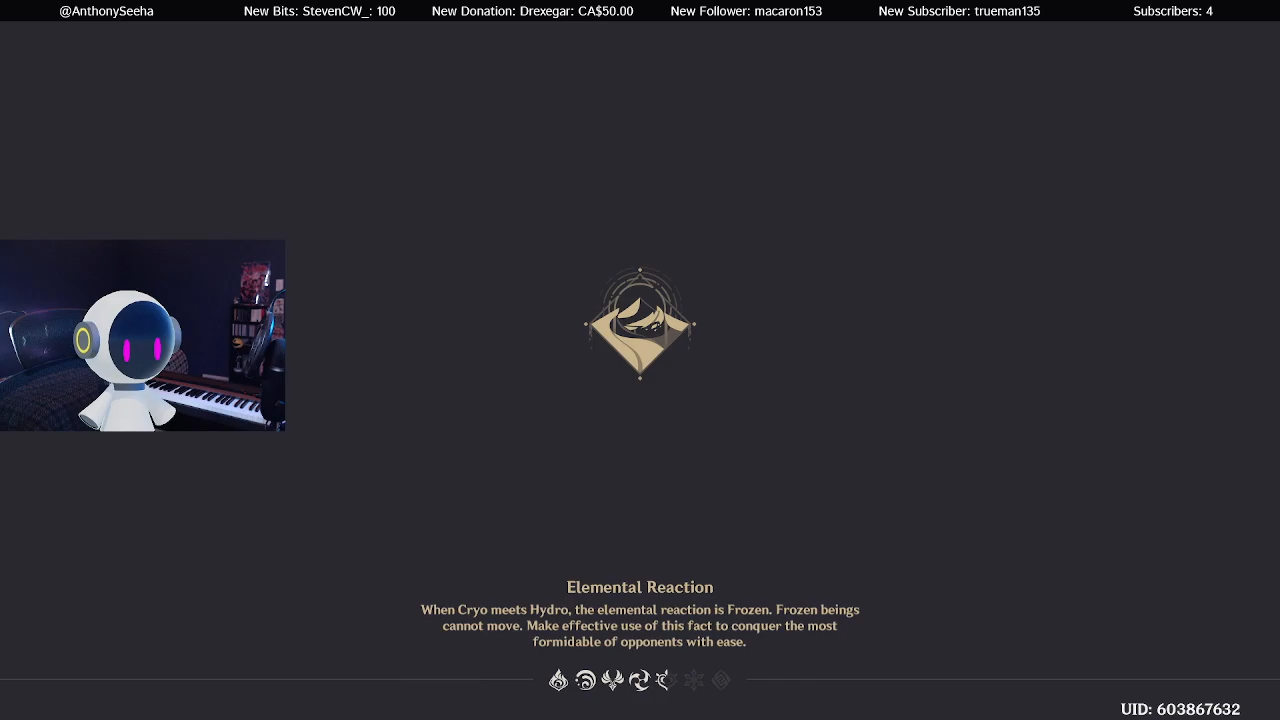 @AnthonySeeha New Bits: StevenCW_: 100 New Donation: Drexegar: CA$50.00 New Follower: macaron153 New Subscriber: trueman135 Subscribers: 4
Elemental Reaction
When Cryo meets Hydro, the elemental reaction is Frozen. Frozen beings
cannot move. Make effective use of this fact to conquer the most
formidable of opponents with ease.
UID: 603867632